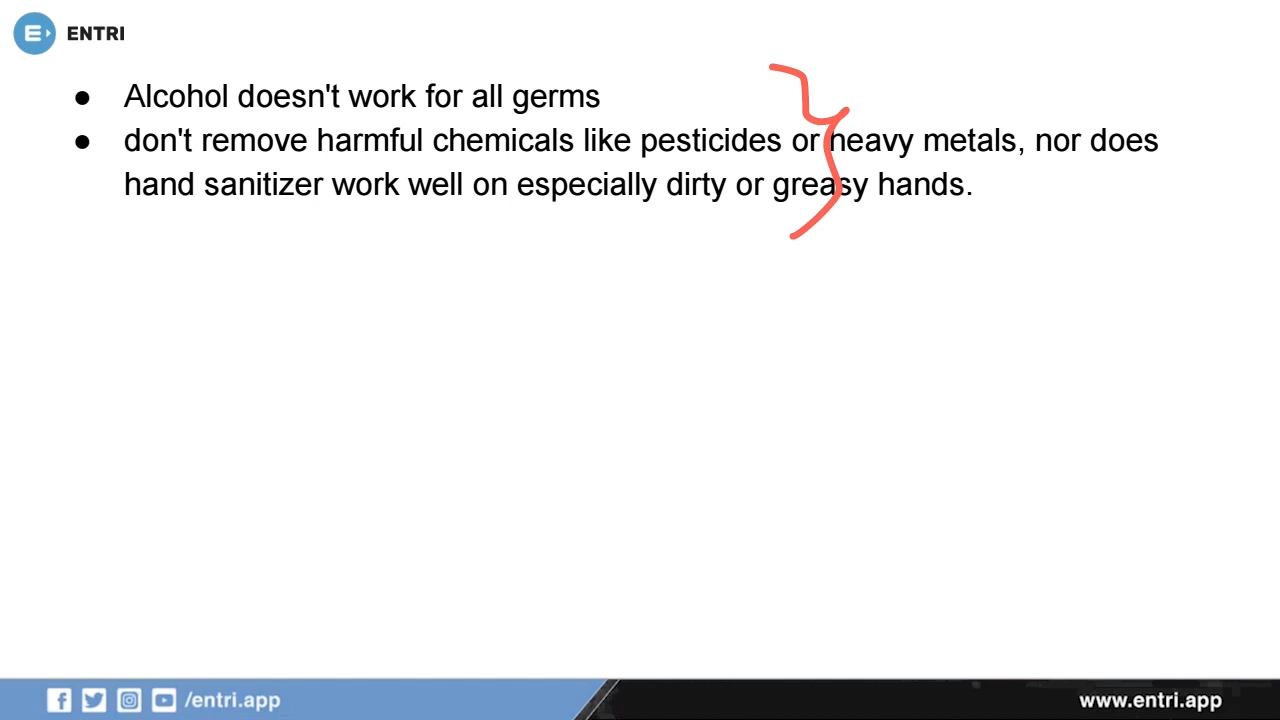 ENTRI
● Alcohol doesn't work for all germs
● don't remove harmful chemicals like pesticides or heavy metals, nor does
hand sanitizer work well on especially dirty or greasy hands.
/entri.app
www.entri.app